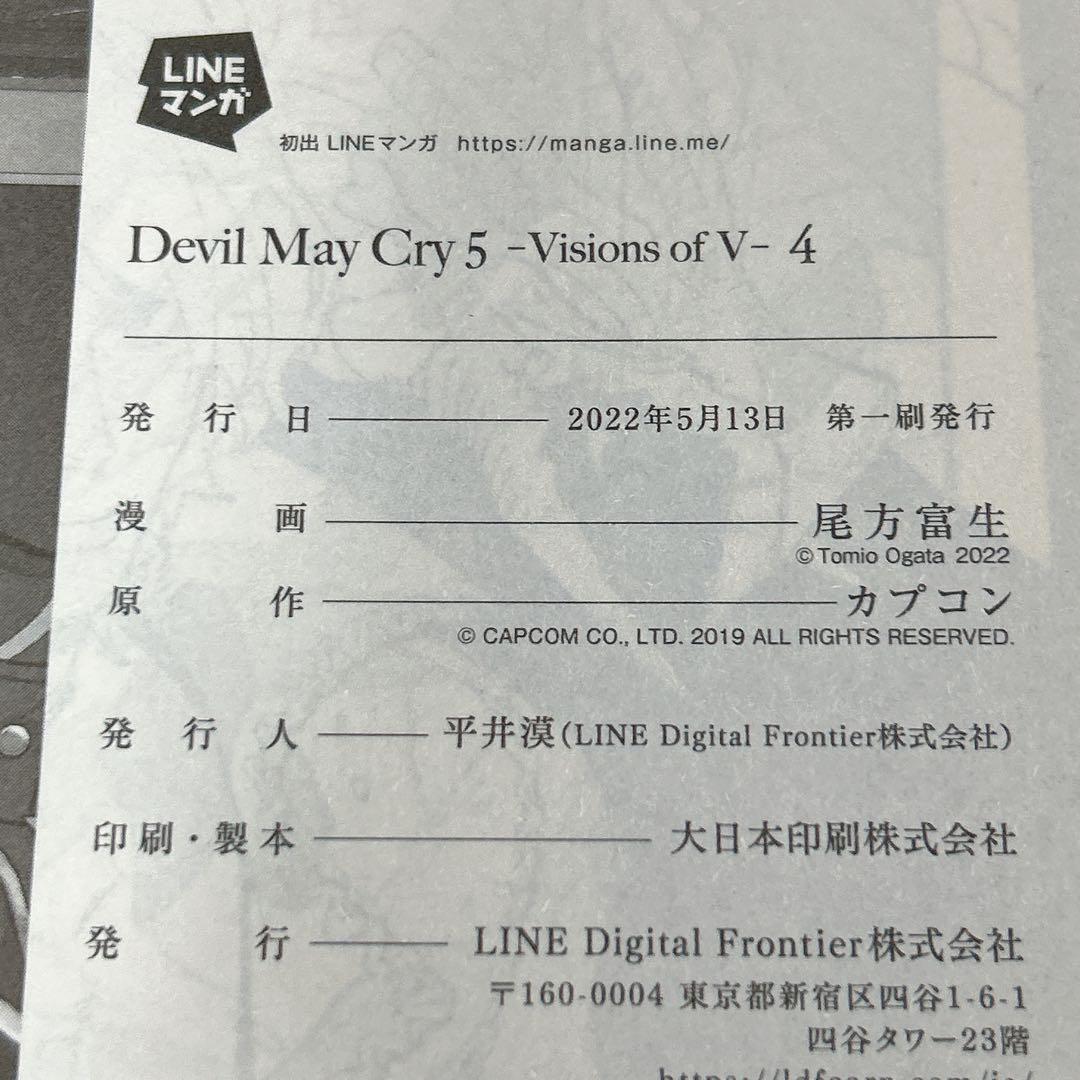 LINE
マンガ
初出 LINEマンガ https://manga.line.me/
Devil May Cry 5 -Visions of V- 4
発行日 2022年5月13日 第一刷発行
漫画 尾方富生
©Tomio Ogata 2022
原作 カプコン
© CAPCOM CO., LTD. 2019 ALL RIGHTS RESERVED.
発行人 平井漠(LINE Digital Frontier株式会社)
印刷・製本 大日本印刷株式会社
発行 LINE Digital Frontier株式会社
〒160-0004 東京都新宿区四谷1-6-1
四谷タワー23階